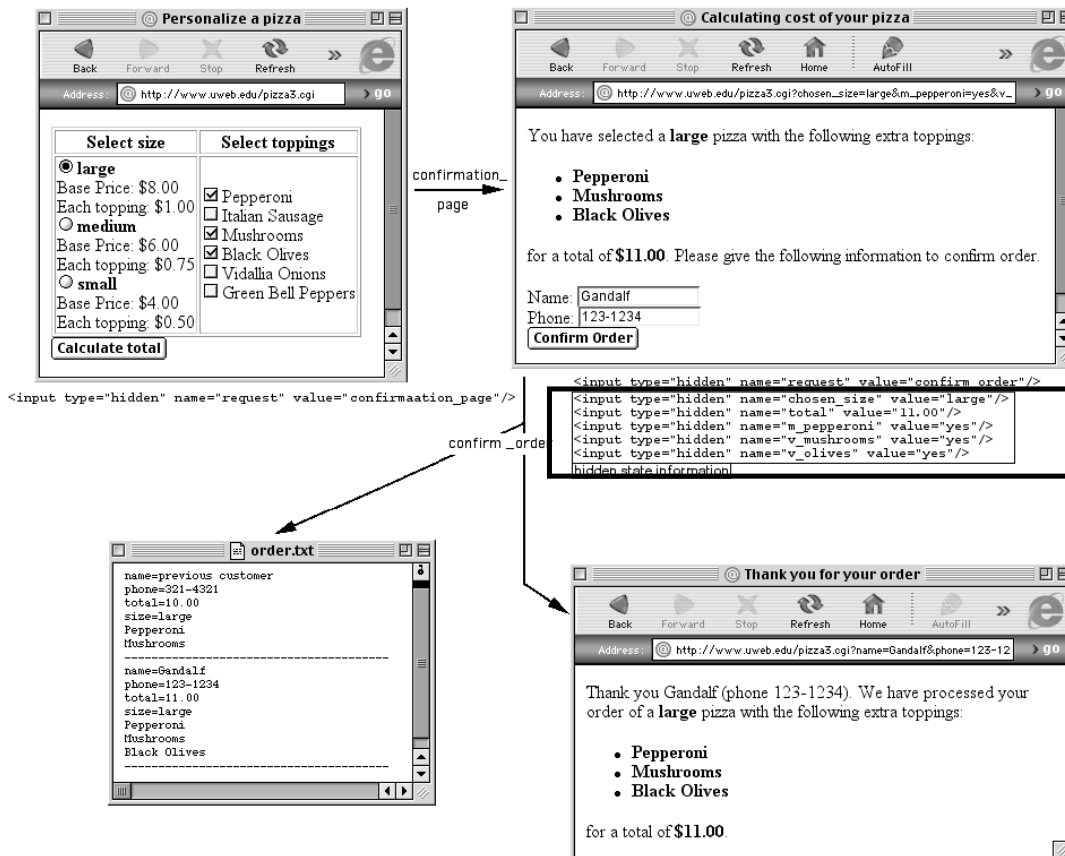 Personalize a pizza
Back Forward Stop Refresh »
Address: http://www.uweb.edu/pizza3.cgi go
Select size
large
Base Price: $8.00
Each topping: $1.00
medium
Base Price: $6.00
Each topping: $0.75
small
Base Price: $4.00
Each topping: $0.50
Select toppings
Pepperoni
Italian Sausage
Mushrooms
Black Olives
Vidallia Onions
Green Bell Peppers
Calculate total
<input type="hidden" name="request" value="confirmaation_page"/>
confirmation_
page
Calculating cost of your pizza
Back Forward Stop Refresh Home AutoFill »
Address: http://www.uweb.edu/pizza3.cgi?chosen_size=large&m_pepperoni=yes&v_ go
You have selected a large pizza with the following extra toppings:
• Pepperoni
• Mushrooms
• Black Olives
for a total of $11.00. Please give the following information to confirm order.
Name: Gandalf
Phone: 123-1234
Confirm Order
<input type="hidden" name="request" value="confirm_order"/>
<input type="hidden" name="chosen_size" value="large"/>
<input type="hidden" name="total" value="11.00"/>
<input type="hidden" name="m_pepperoni" value="yes"/>
<input type="hidden" name="v_mushrooms" value="yes"/>
<input type="hidden" name="v_olives" value="yes"/>
hidden state information
confirm _order
order.txt
name=previous customer
phone=321-4321
total=10.00
size=large
Pepperoni
Mushrooms
---------------------------------------
name=Gandalf
phone=123-1234
total=11.00
size=large
Pepperoni
Mushrooms
Black Olives
---------------------------------------
Thank you for your order
Back Forward Stop Refresh Home AutoFill »
Address: http://www.uweb.edu/pizza3.cgi?name=Gandalf&phone=123-12 go
Thank you Gandalf (phone 123-1234). We have processed your
order of a large pizza with the following extra toppings:
• Pepperoni
• Mushrooms
• Black Olives
for a total of $11.00.